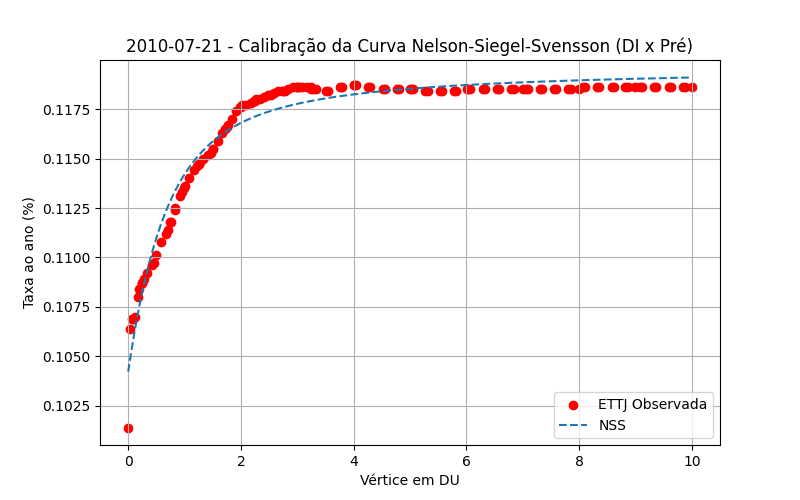 2010-07-21 - Calibração da Curva Nelson-Siegel-Svensson (DI x Pré)
Taxa ao ano (%)
0.1175
0.1150
0.1125
0.1100
0.1075
0.1050
0.1025
ETTJ Observada
NSS
0 2 4 6 8 10
Vértice em DU